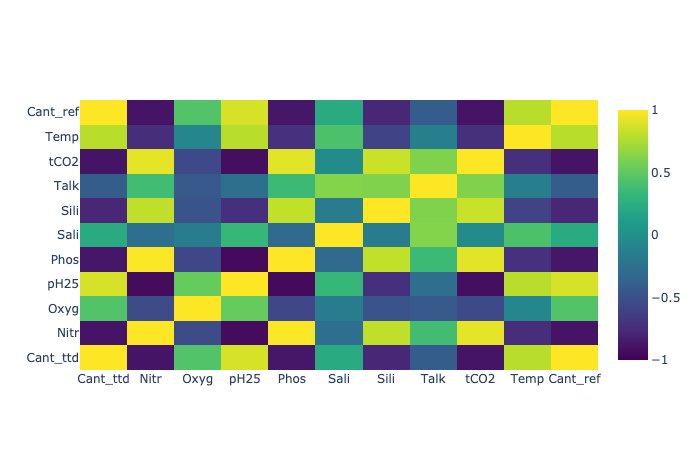 Cant_ref
Temp
tCO2
Talk
Sili
Sali
Phos
pH25
Oxyg
Nitr
Cant_ttd
Cant_ttd Nitr Oxyg pH25 Phos Sali Sili Talk tCO2 Temp Cant_ref
1
0.5
0
−0.5
−1